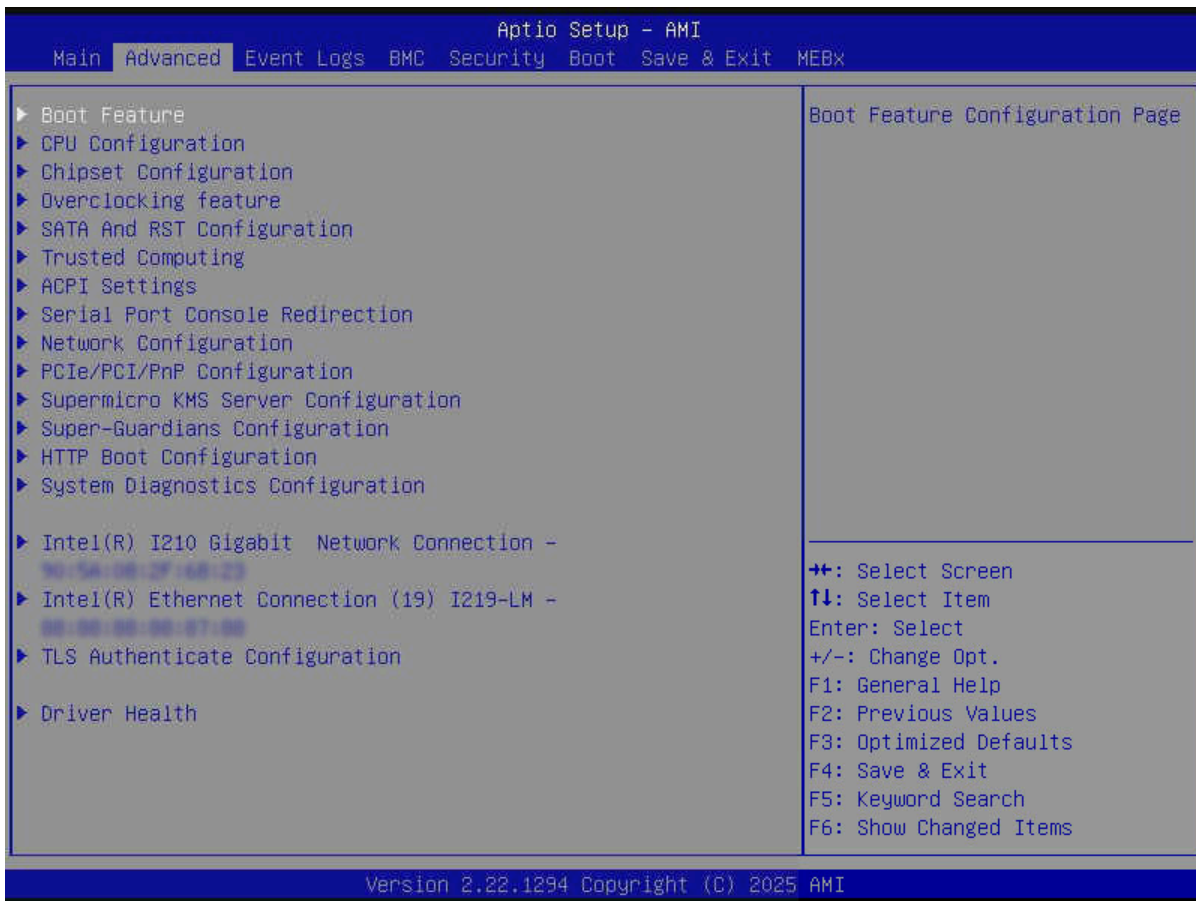 Aptio Setup – AMI
Main Advanced Event Logs BMC Security Boot Save & Exit MEBx
Boot Feature
CPU Configuration
Chipset Configuration
Overclocking feature
SATA And RST Configuration
Trusted Computing
ACPI Settings
Serial Port Console Redirection
Network Configuration
PCIe/PCI/PnP Configuration
Supermicro KMS Server Configuration
Super-Guardians Configuration
HTTP Boot Configuration
System Diagnostics Configuration
Intel(R) I210 Gigabit  Network Connection –
Intel(R) Ethernet Connection (19) I219-LM –
TLS Authenticate Configuration
Driver Health
Boot Feature Configuration Page
→←: Select Screen
↑↓: Select Item
Enter: Select
+/-: Change Opt.
F1: General Help
F2: Previous Values
F3: Optimized Defaults
F4: Save & Exit
F5: Keyword Search
F6: Show Changed Items
Version 2.22.1294 Copyright (C) 2025 AMI